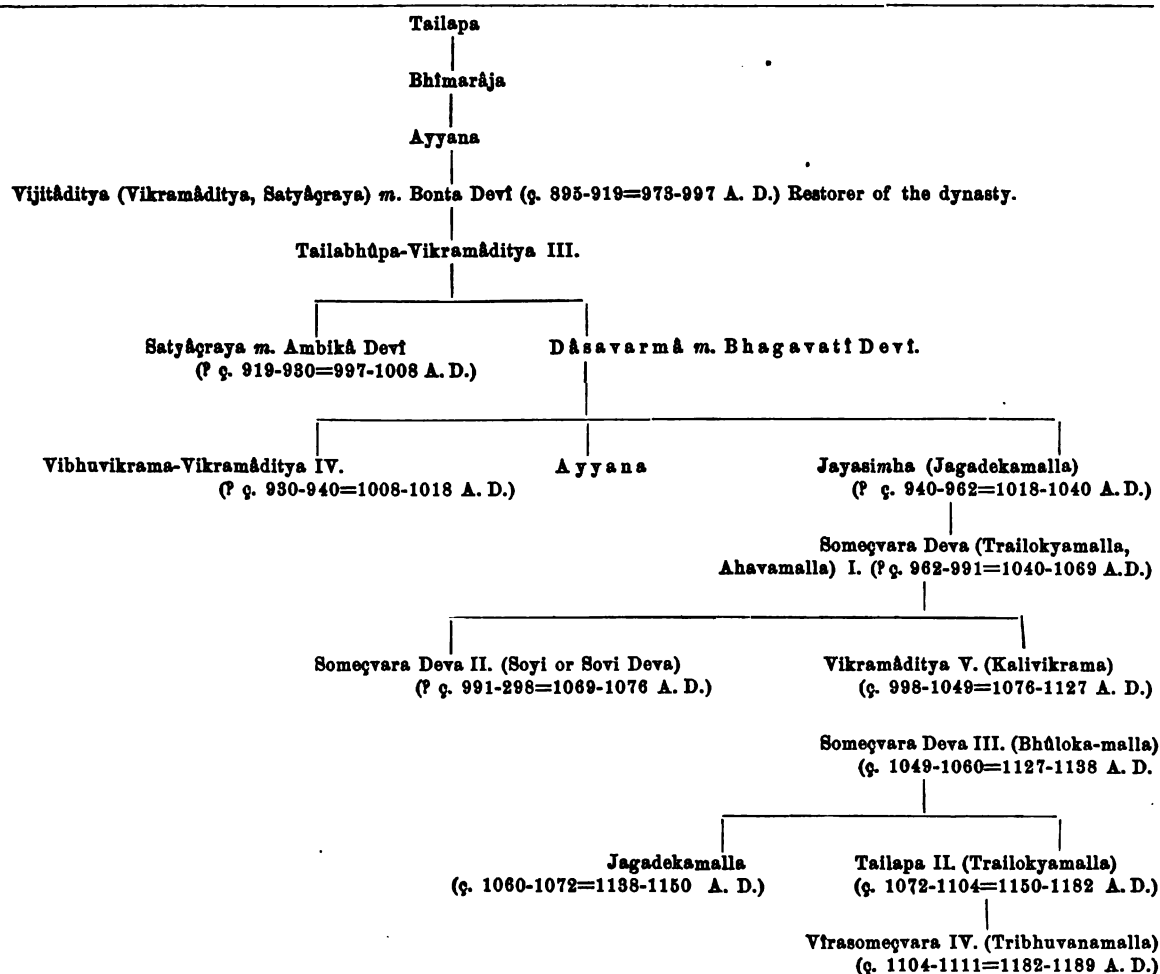 Tailapa
Bhîmarâja
Ayyana
Vijitâditya (Vikramâditya, Satyâçraya) m. Bonta Devî (ç. 895-919=973-997 A. D.) Restorer of the dynasty.
Tailabhûpa-Vikramâditya III.
Satyâçraya m. Ambikâ Devî
(? ç. 919-930=997-1008 A. D.)
Dâsavarmâ m. Bhagavatî Devî.
Vibhuvikrama-Vikramâditya IV.
(? ç. 930-940=1008-1018 A. D.)
Ayyana
Jayasimha (Jagadekamalla)
(? ç. 940-962=1018-1040 A. D.)
Someçvara Deva (Trailokyamalla,
Ahavamalla) I. (? ç. 962-991=1040-1069 A.D.)
Someçvara Deva II. (Soyi or Sovi Deva)
(? ç. 991-298=1069-1076 A. D.)
Vikramâditya V. (Kalivikrama)
(ç. 998-1049=1076-1127 A. D.)
Someçvara Deva III. (Bhûloka-malla)
(ç. 1049-1060=1127-1138 A. D.
Jagadekamalla
(ç. 1060-1072=1138-1150 A. D.)
Tailapa II. (Trailokyamalla)
(ç. 1072-1104=1150-1182 A. D.)
Vîrasomeçvara IV. (Tribhuvanamalla)
(ç. 1104-1111=1182-1189 A. D.)